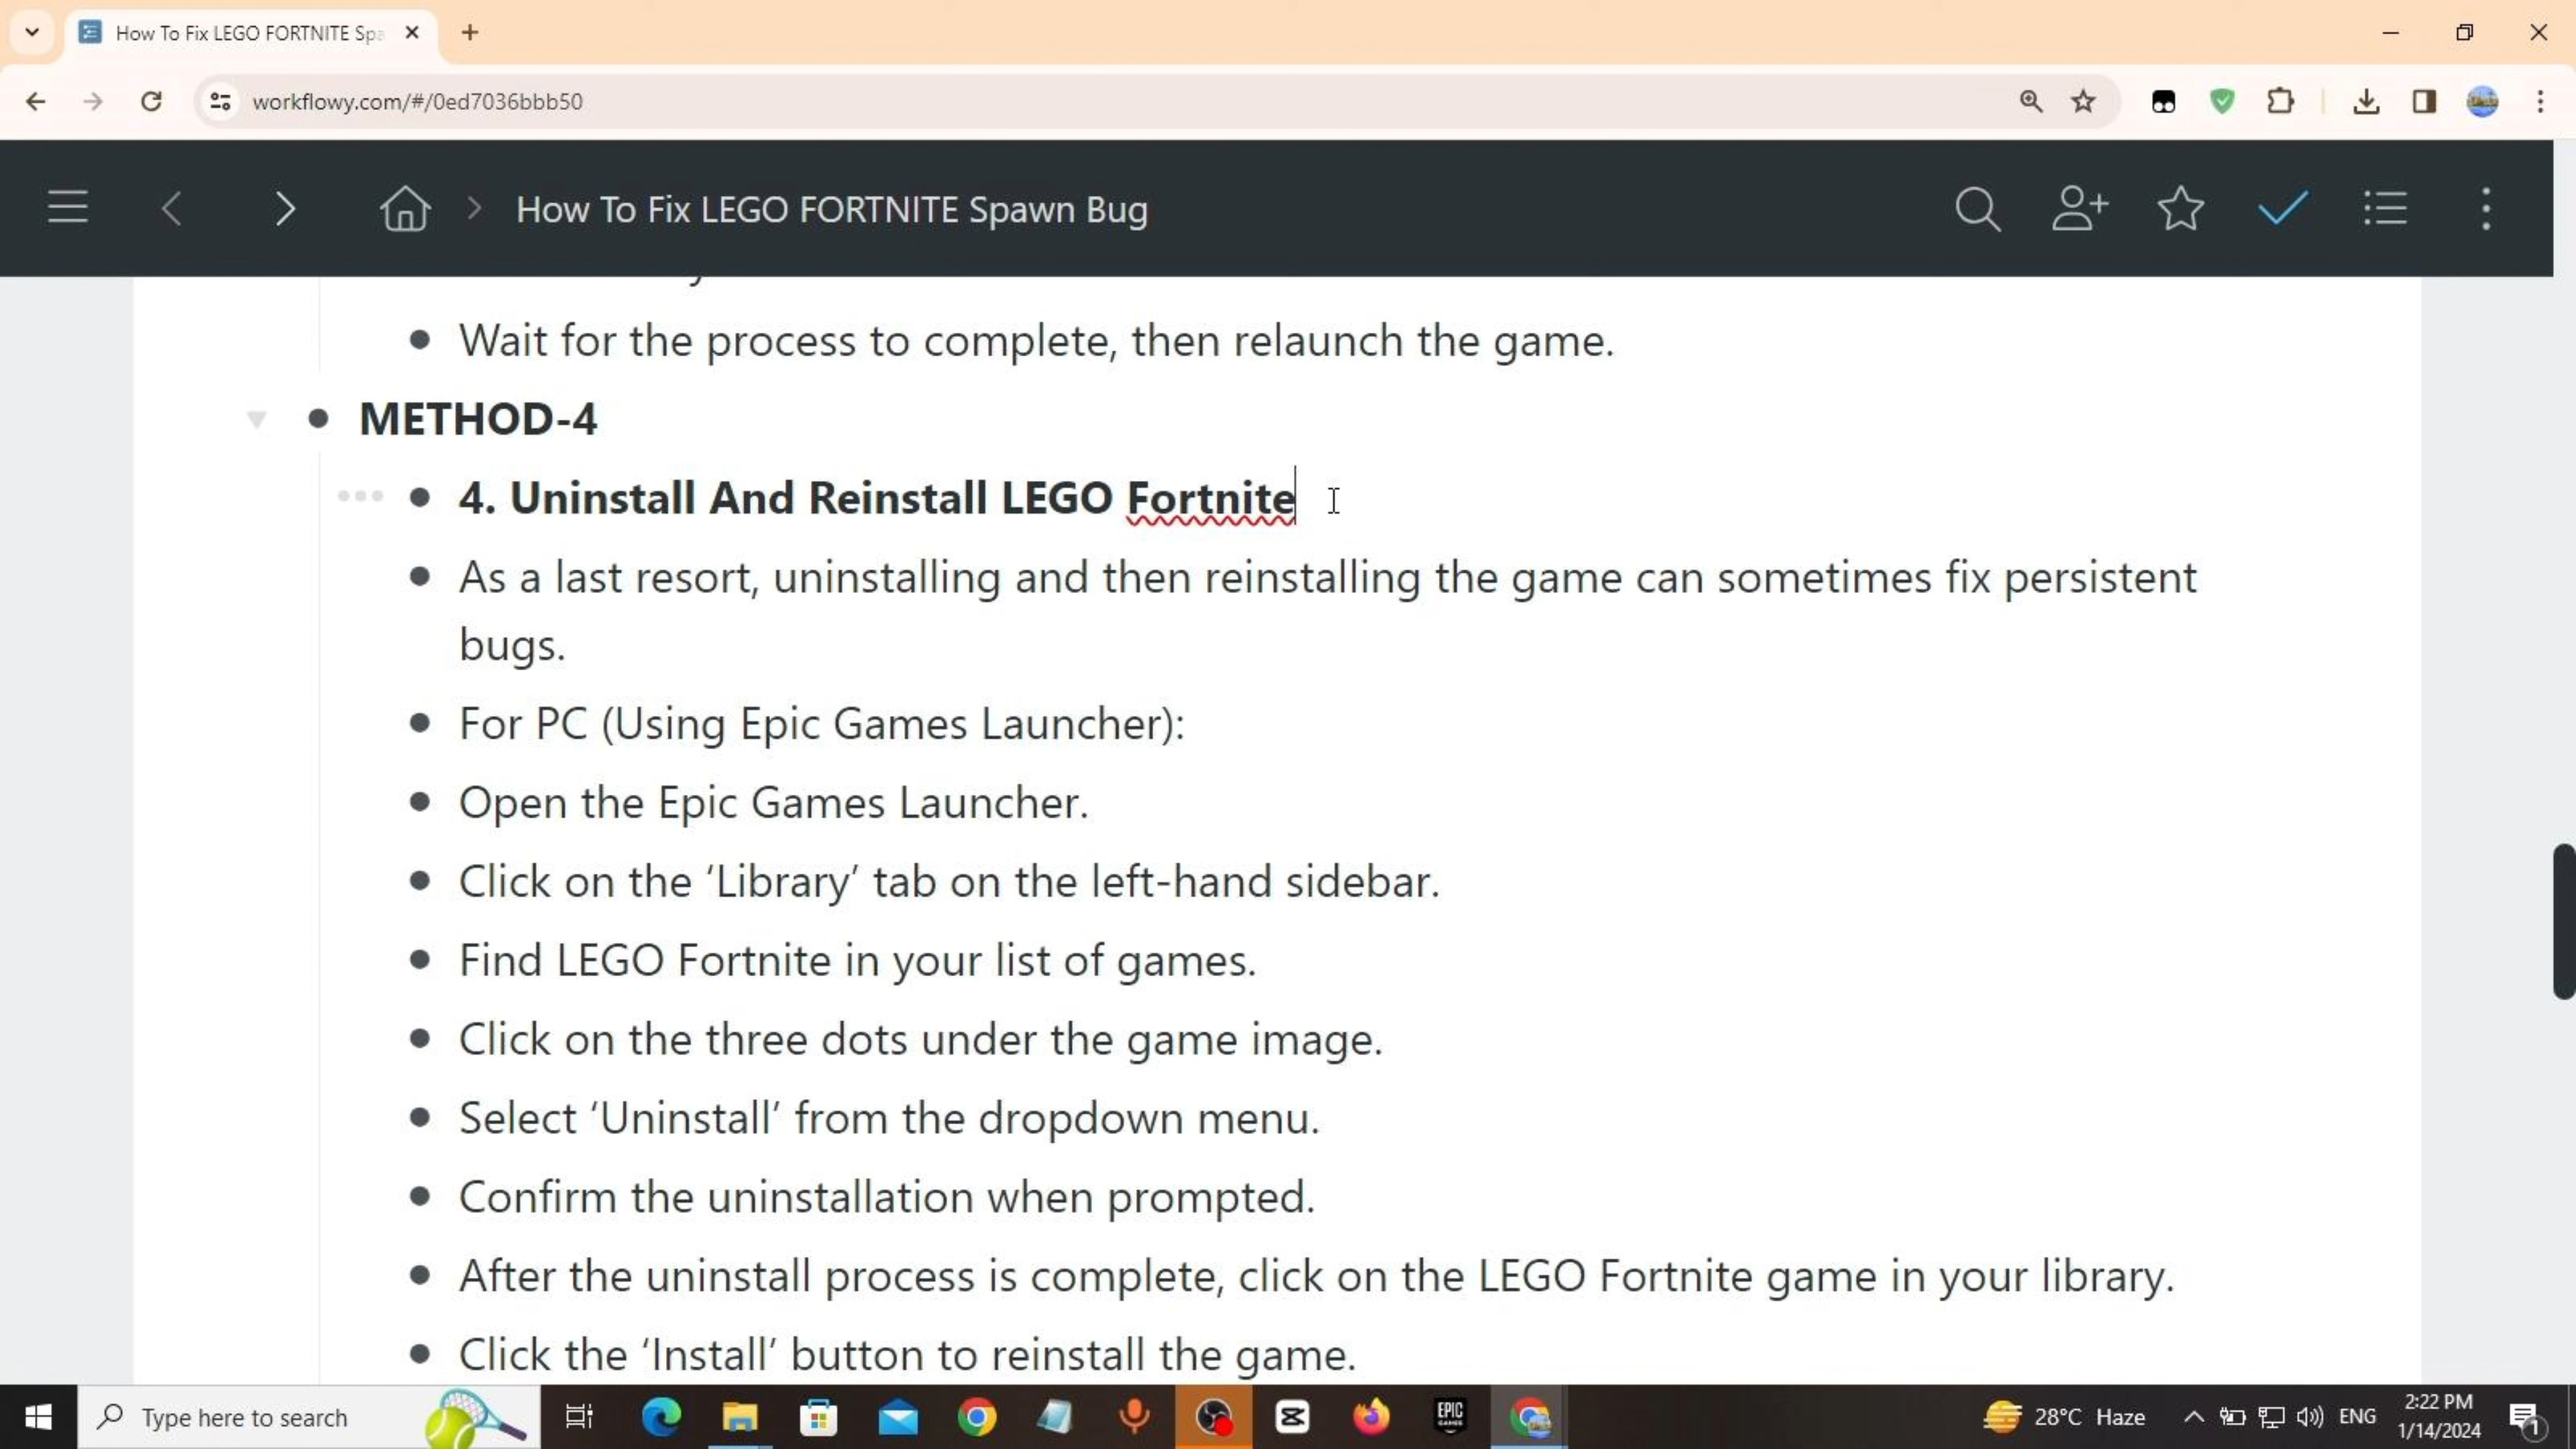 How To Fix LEGO FORTNITE Spa
workflowy.com/#/0ed7036bbb50
How To Fix LEGO FORTNITE Spawn Bug
Wait for the process to complete, then relaunch the game.
METHOD-4
4. Uninstall And Reinstall LEGO Fortnite
As a last resort, uninstalling and then reinstalling the game can sometimes fix persistent
bugs.
For PC (Using Epic Games Launcher):
Open the Epic Games Launcher.
Click on the ‘Library’ tab on the left-hand sidebar.
Find LEGO Fortnite in your list of games.
Click on the three dots under the game image.
Select ‘Uninstall’ from the dropdown menu.
Confirm the uninstallation when prompted.
After the uninstall process is complete, click on the LEGO Fortnite game in your library.
Click the ‘Install’ button to reinstall the game.
Type here to search
EPIC
GAMES
28°C Haze
ENG
2:22 PM
1/14/2024
1